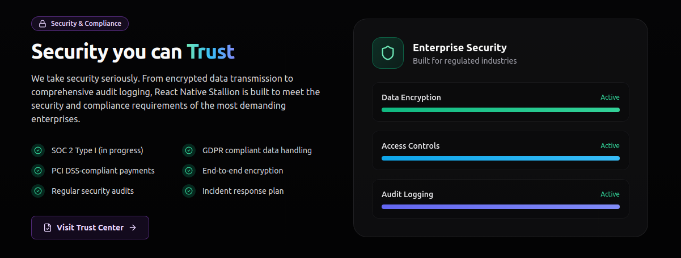 Security & Compliance
Security you can Trust
We take security seriously. From encrypted data transmission to
comprehensive audit logging, React Native Stallion is built to meet the
security and compliance requirements of the most demanding
enterprises.
SOC 2 Type I (in progress)
GDPR compliant data handling
PCI DSS-compliant payments
End-to-end encryption
Regular security audits
Incident response plan
Visit Trust Center →
Enterprise Security
Built for regulated industries
Data Encryption
Active
Access Controls
Active
Audit Logging
Active